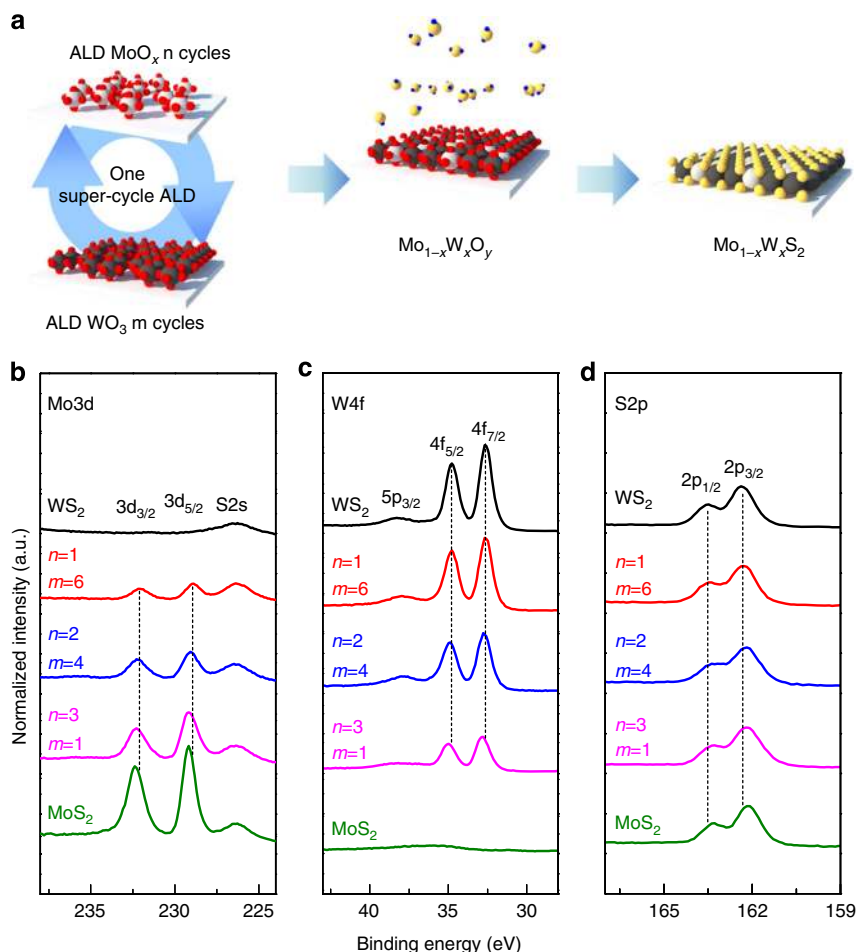 a
ALD MoOₓ n cycles
One
super-cycle ALD
ALD WO₃ m cycles
Mo₁₋ₓWₓOᵧ
Mo₁₋ₓWₓS₂
b
Mo3d
WS₂
3d₃/₂
3d₅/₂
S2s
n=1
m=6
n=2
m=4
n=3
m=1
MoS₂
Normalized intensity (a.u.)
235
230
225
c
W4f
4f₇/₂
4f₅/₂
5p₃/₂
WS₂
n=1
m=6
n=2
m=4
n=3
m=1
MoS₂
40
35
30
Binding energy (eV)
d
S2p
2p₃/₂
2p₁/₂
WS₂
n=1
m=6
n=2
m=4
n=3
m=1
MoS₂
165
162
159